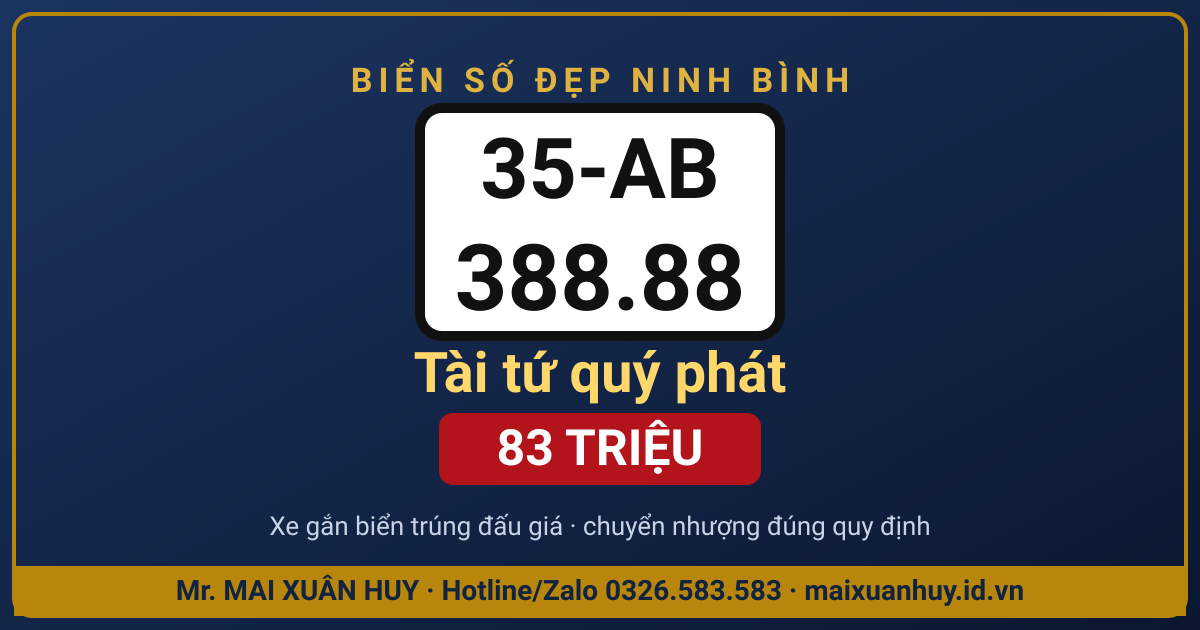 BIỂN SỐ ĐẸP NINH BÌNH
35-AB
388.88
Tài tứ quý phát
83 TRIỆU
Xe gắn biển trúng đấu giá · chuyển nhượng đúng quy định
Mr. MAI XUÂN HUY · Hotline/Zalo 0326.583.583 · maixuanhuy.id.vn